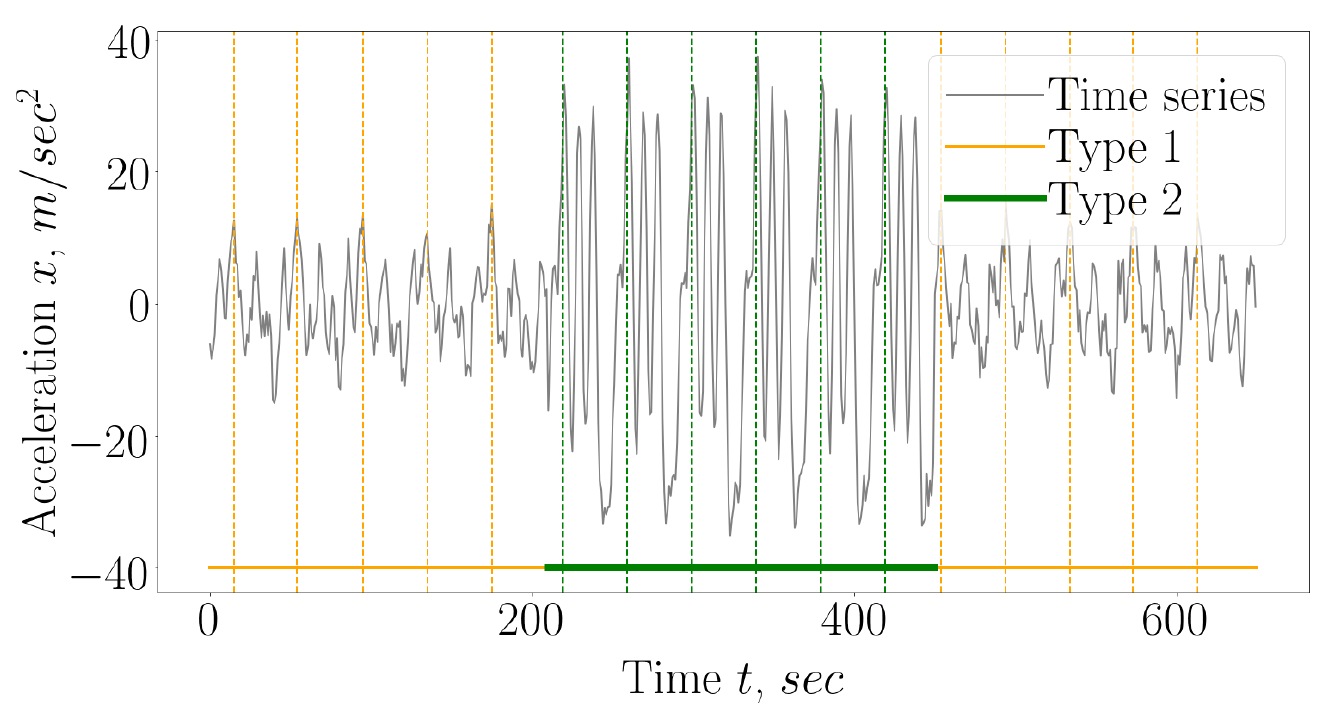 40
20
0
−20
−40
Acceleration x, m/sec²
Time series
Type 1
Type 2
0 200 400 600
Time t, sec